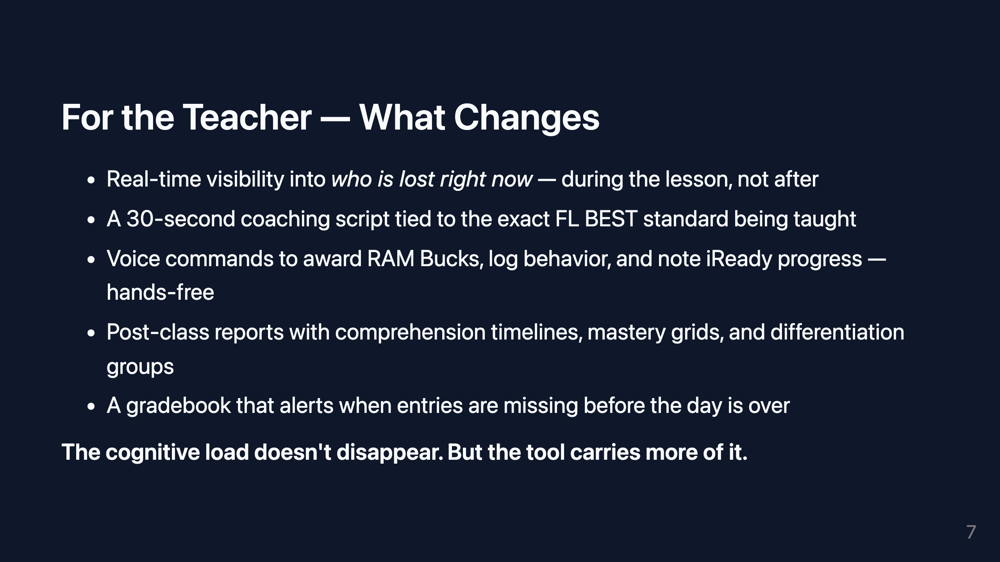 For the Teacher — What Changes
• Real-time visibility into who is lost right now — during the lesson, not after
• A 30-second coaching script tied to the exact FL BEST standard being taught
• Voice commands to award RAM Bucks, log behavior, and note iReady progress —
hands-free
• Post-class reports with comprehension timelines, mastery grids, and differentiation
groups
• A gradebook that alerts when entries are missing before the day is over
The cognitive load doesn't disappear. But the tool carries more of it.
7